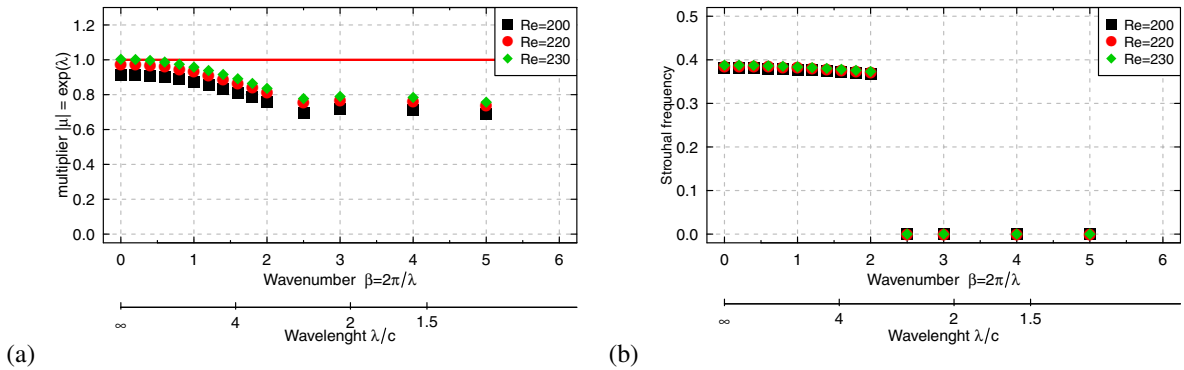 multiplier |μ| = exp(λ)
1.2
1.0
0.8
0.6
0.4
0.2
0.0
Re=200
Re=220
Re=230
0 1 2 3 4 5 6
Wavenumber β=2π/λ
∞ 4 2 1.5
Wavelenght λ/c
(a)
Strouhal frequency
0.5
0.4
0.3
0.2
0.1
0.0
Re=200
Re=220
Re=230
0 1 2 3 4 5 6
Wavenumber β=2π/λ
∞ 4 2 1.5
Wavelenght λ/c
(b)